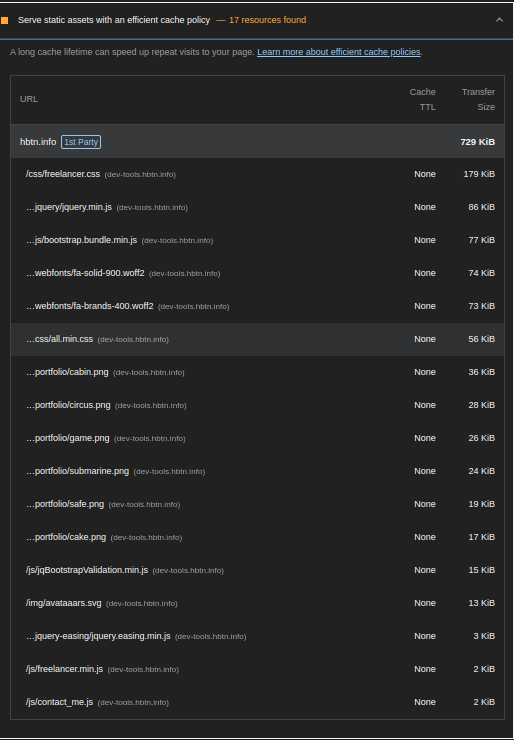 Serve static assets with an efficient cache policy — 17 resources found
A long cache lifetime can speed up repeat visits to your page. Learn more about efficient cache policies.
URL Cache TTL Transfer Size
hbtn.info 1st Party 729 KiB
/css/freelancer.css (dev-tools.hbtn.info) None 179 KiB
…jquery/jquery.min.js (dev-tools.hbtn.info) None 86 KiB
…js/bootstrap.bundle.min.js (dev-tools.hbtn.info) None 77 KiB
…webfonts/fa-solid-900.woff2 (dev-tools.hbtn.info) None 74 KiB
…webfonts/fa-brands-400.woff2 (dev-tools.hbtn.info) None 73 KiB
…css/all.min.css (dev-tools.hbtn.info) None 56 KiB
…portfolio/cabin.png (dev-tools.hbtn.info) None 36 KiB
…portfolio/circus.png (dev-tools.hbtn.info) None 28 KiB
…portfolio/game.png (dev-tools.hbtn.info) None 26 KiB
…portfolio/submarine.png (dev-tools.hbtn.info) None 24 KiB
…portfolio/safe.png (dev-tools.hbtn.info) None 19 KiB
…portfolio/cake.png (dev-tools.hbtn.info) None 17 KiB
/js/jqBootstrapValidation.min.js (dev-tools.hbtn.info) None 15 KiB
/img/avataaars.svg (dev-tools.hbtn.info) None 13 KiB
…jquery-easing/jquery.easing.min.js (dev-tools.hbtn.info) None 3 KiB
/js/freelancer.min.js (dev-tools.hbtn.info) None 2 KiB
/js/contact_me.js (dev-tools.hbtn.info) None 2 KiB